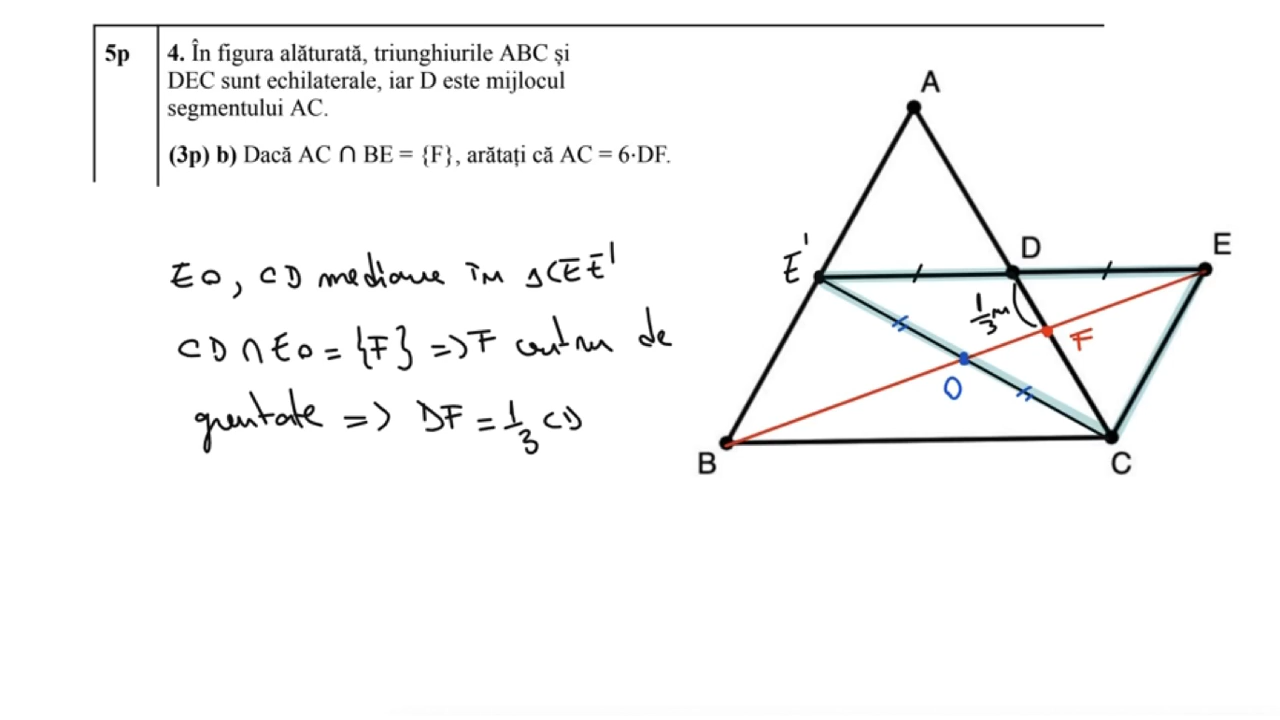 5p
4. În figura alăturată, triunghiurile ABC și
DEC sunt echilaterale, iar D este mijlocul
segmentului AC.
(3p) b) Dacă AC ∩ BE = {F}, arătați că AC = 6·DF.
EO, CD mediane în ΔCEE'
CD ∩ EO = {F} => F centru de
greutate => DF = 1/3 CD
A
E'
D
E
1/3 m
F
O
B
C